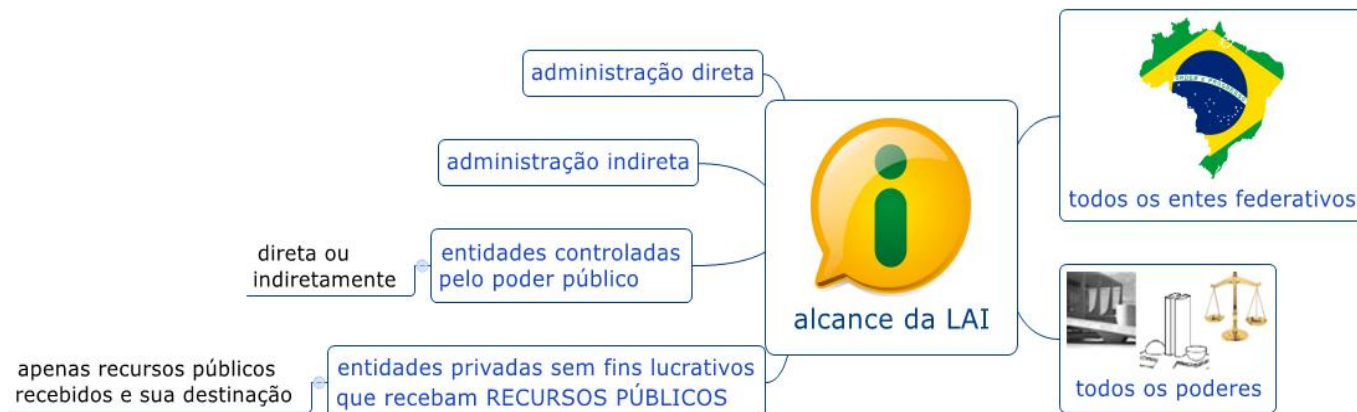 administração direta
administração indireta
direta ou
indiretamente
entidades controladas
pelo poder público
apenas recursos públicos
recebidos e sua destinação
entidades privadas sem fins lucrativos
que recebam RECURSOS PÚBLICOS
alcance da LAI
todos os entes federativos
todos os poderes